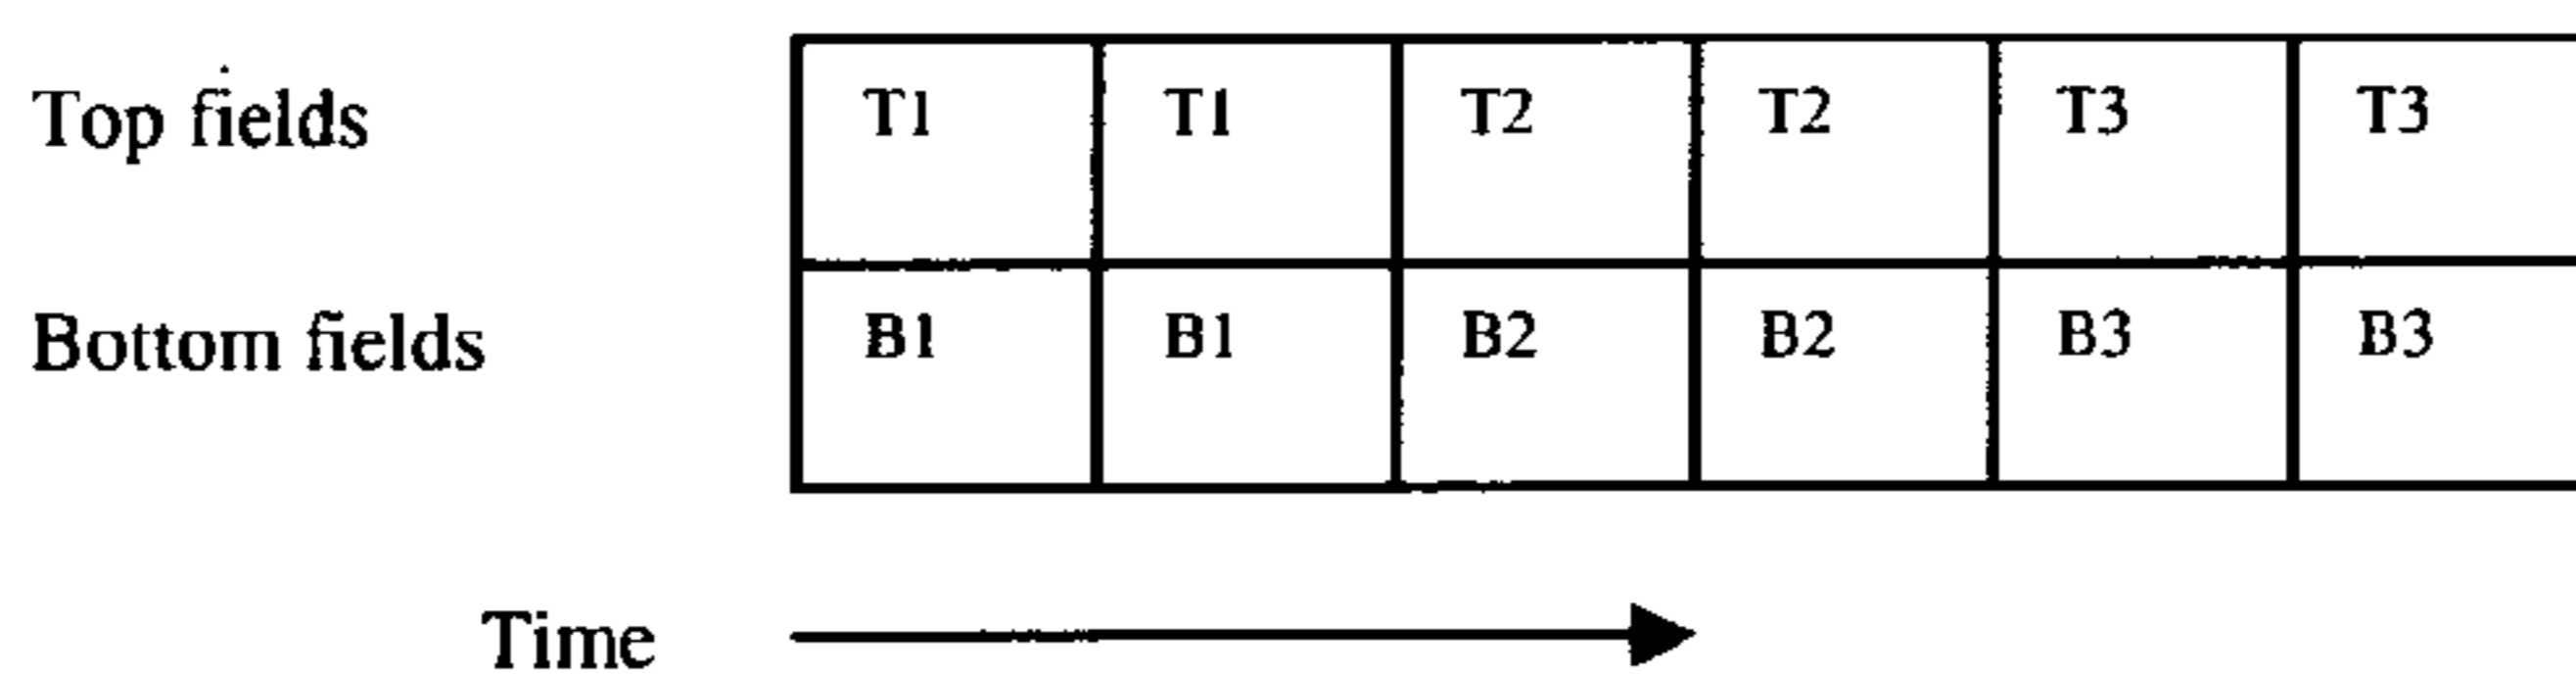 Top fields T1 T1 T2 T2 T3 T3
Bottom fields B1 B1 B2 B2 B3 B3
Time